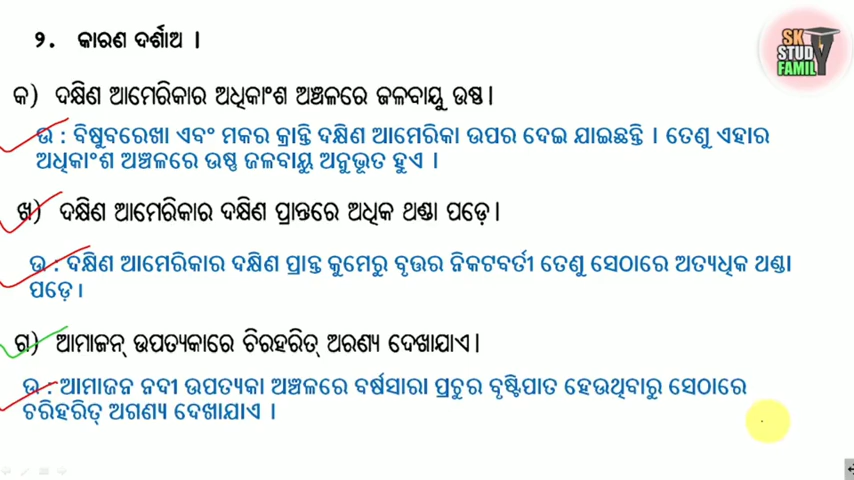 ୨. କାରଣ ଦର୍ଶାଅ ।
SK
STUDY
FAMILY
କ) ଦକ୍ଷିଣ ଆମେରିକାର ଅଧିକାଂଶ ଅଞ୍ଚଳରେ ଜଳବାୟୁ ଉଷ୍ଣ।
ଉ : ବିଷୁବରେଖା ଏବଂ ମକର କ୍ରାନ୍ତି ଦକ୍ଷିଣ ଆମେରିକା ଉପର ଦେଇ ଯାଇଛନ୍ତି । ତେଣୁ ଏହାର
ଅଧିକାଂଶ ଅଞ୍ଚଳରେ ଉଷ୍ଣ ଜଳବାୟୁ ଅନୁଭୂତ ହୁଏ ।
ଖ) ଦକ୍ଷିଣ ଆମେରିକାର ଦକ୍ଷିଣ ପ୍ରାନ୍ତରେ ଅଧିକ ଥଣ୍ଡା ପଡ଼େ।
ଉ : ଦକ୍ଷିଣ ଆମେରିକାର ଦକ୍ଷିଣ ପ୍ରାନ୍ତ କୁମେରୁ ବୃତ୍ତର ନିକଟବର୍ତୀ ତେଣୁ ସେଠାରେ ଅତ୍ୟଧିକ ଥଣ୍ଡା
ପଡ଼େ।
ଗ) ଆମାଜନ୍ ଉପତ୍ୟକାରେ ଚିରହରିତ୍ ଅରଣ୍ୟ ଦେଖାଯାଏ।
ଉ : ଆମାଜନ ନଦୀ ଉପତ୍ୟକା ଅଞ୍ଚଳରେ ବର୍ଷସାରା ପ୍ରଚୁର ବୃଷ୍ଟିପାତ ହେଉଥିବାରୁ ସେଠାରେ
ଚରିହରିତ୍ ଅଗଣ୍ୟ ଦେଖାଯାଏ ।